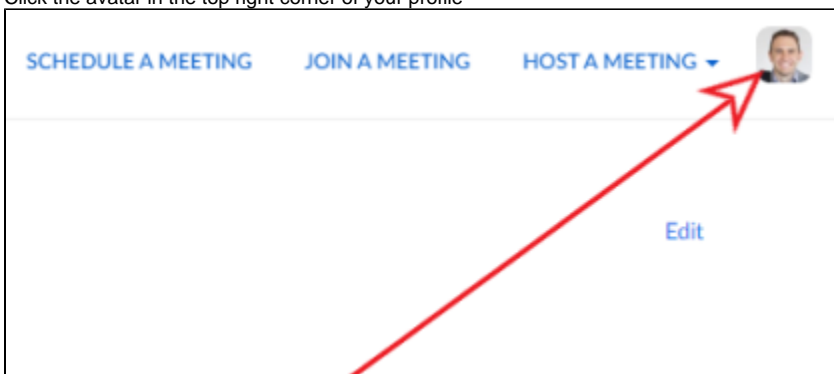 Click the avatar in the top right corner of your profile
SCHEDULE A MEETING JOIN A MEETING HOST A MEETING
Edit